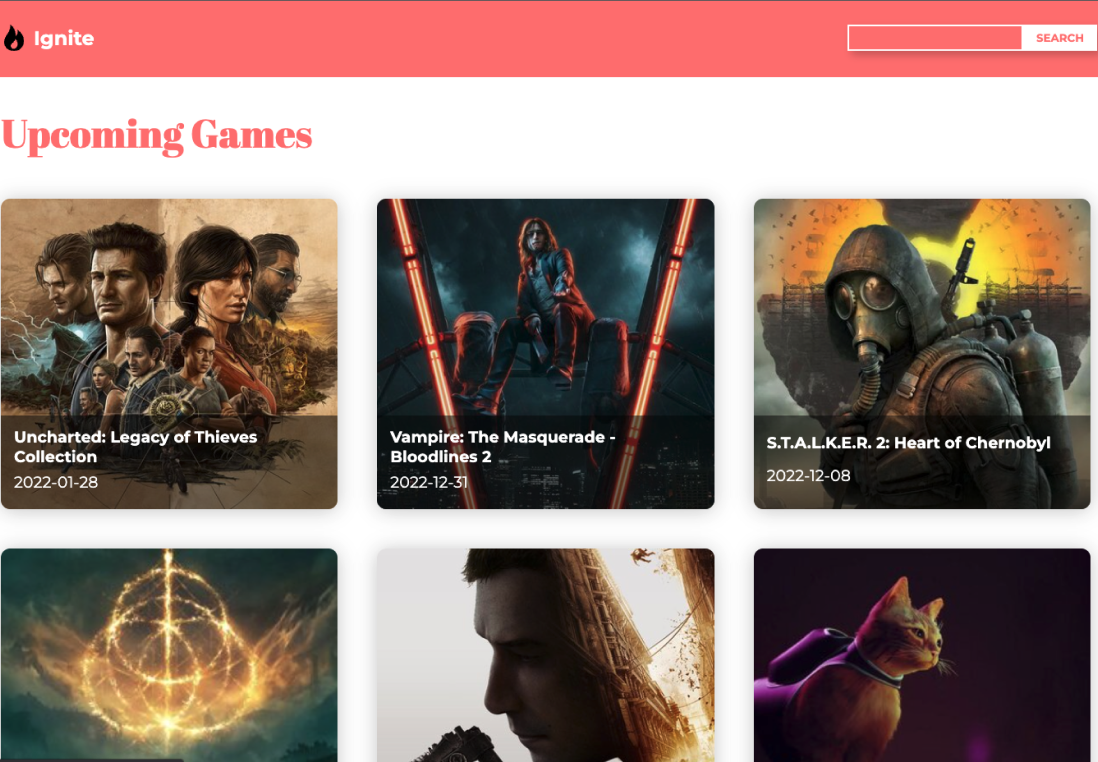 Ignite
SEARCH
Upcoming Games
Uncharted: Legacy of Thieves
Collection
2022-01-28
Vampire: The Masquerade -
Bloodlines 2
2022-12-31
S.T.A.L.K.E.R. 2: Heart of Chernobyl
2022-12-08